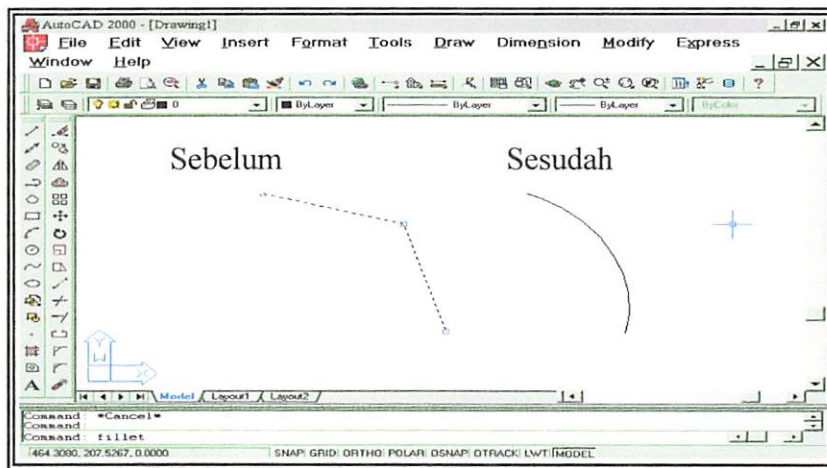 AutoCAD 2000 - [Drawing1]
File Edit View Insert Format Tools Draw Dimension Modify Express
Window Help
0 ByLayer ByLayer ByLayer ByColor
Sebelum Sesudah
Y
W
X
A
Model Layout1 Layout2
Command: *Cancel*
Command:
Command: fillet
464.3080, 207.5267, 0.0000 SNAP GRID ORTHO POLAR OSNAP OTRACK LWT MODEL